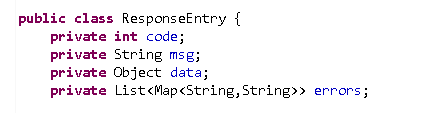 public class ResponseEntry {
    private int code;
    private String msg;
    private Object data;
    private List<Map<String,String>> errors;